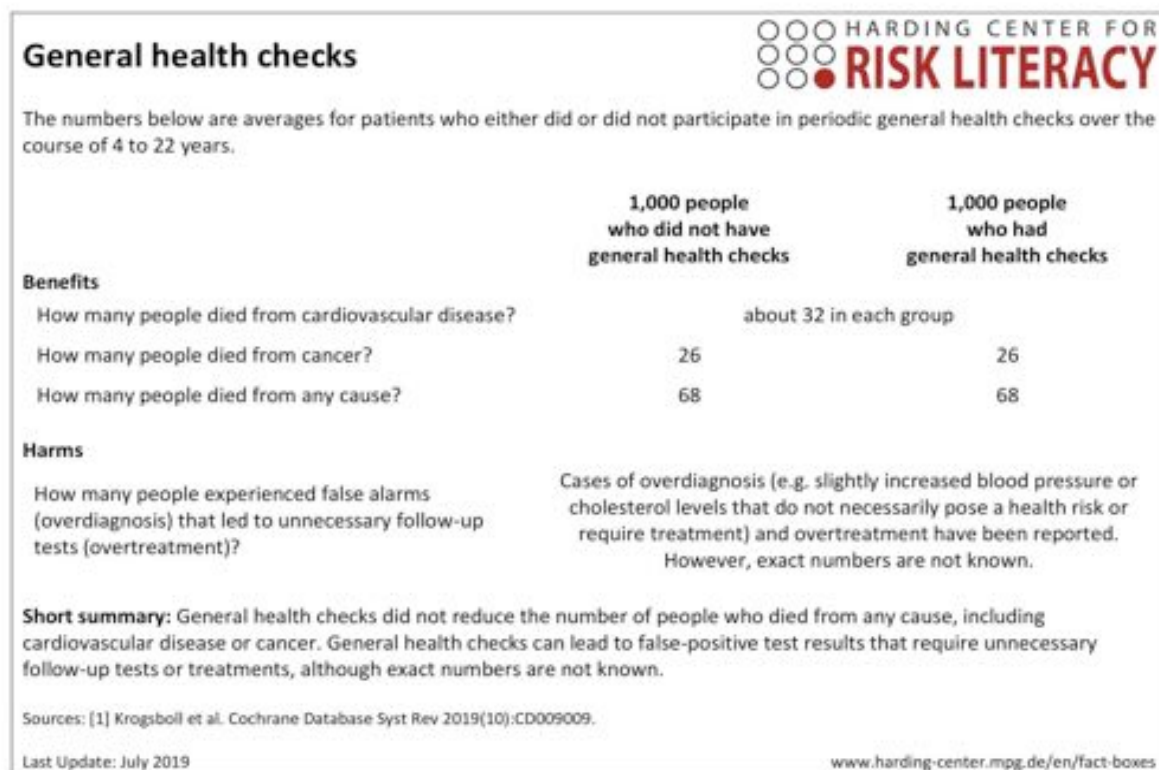 General health checks
HARDING CENTER FOR
RISK LITERACY
The numbers below are averages for patients who either did or did not participate in periodic general health checks over the
course of 4 to 22 years.
1,000 people
who did not have
general health checks
1,000 people
who had
general health checks
Benefits
How many people died from cardiovascular disease? about 32 in each group
How many people died from cancer? 26 26
How many people died from any cause? 68 68
Harms
How many people experienced false alarms
(overdiagnosis) that led to unnecessary follow-up
tests (overtreatment)?
Cases of overdiagnosis (e.g. slightly increased blood pressure or
cholesterol levels that do not necessarily pose a health risk or
require treatment) and overtreatment have been reported.
However, exact numbers are not known.
Short summary: General health checks did not reduce the number of people who died from any cause, including
cardiovascular disease or cancer. General health checks can lead to false-positive test results that require unnecessary
follow-up tests or treatments, although exact numbers are not known.
Sources: [1] Krogsboll et al. Cochrane Database Syst Rev 2019(10):CD009009.
Last Update: July 2019 www.harding-center.mpg.de/en/fact-boxes